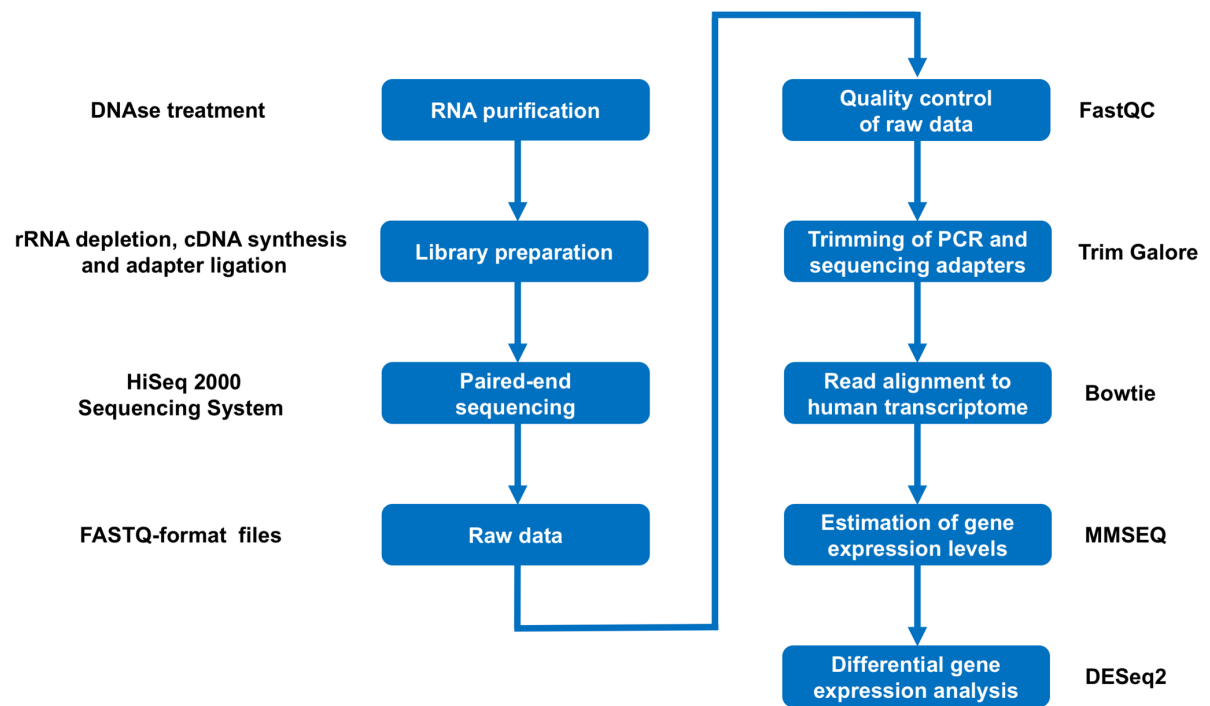 DNAse treatment
RNA purification
rRNA depletion, cDNA synthesis
and adapter ligation
Library preparation
HiSeq 2000
Sequencing System
Paired-end
sequencing
FASTQ-format  files
Raw data
Quality control
of raw data
FastQC
Trimming of PCR and
sequencing adapters
Trim Galore
Read alignment to
human transcriptome
Bowtie
Estimation of gene
expression levels
MMSEQ
Differential gene
expression analysis
DESeq2